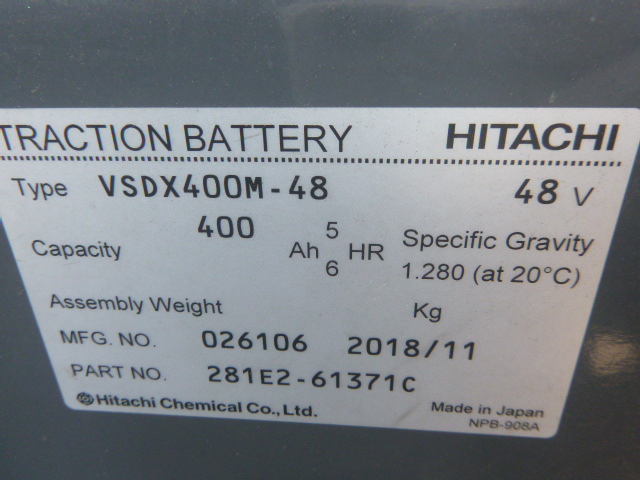 TRACTION BATTERY HITACHI
Type VSDX400M-48 48 V
Capacity 400 Ah 5 HR Specific Gravity
6 1.280 (at 20°C)
Assembly Weight Kg
MFG. NO. 026106 2018/11
PART NO. 281E2-61371C
Hitachi Chemical Co., Ltd. Made in Japan
NPB-908A